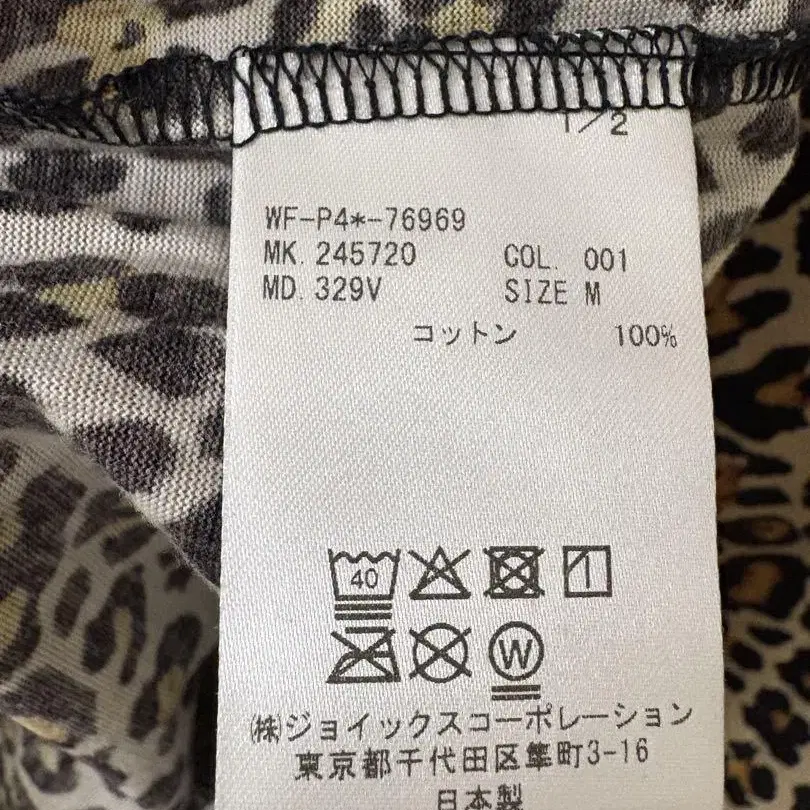 1/2
WF-P4*-76969
MK. 245720 COL. 001
MD. 329V SIZE M
コットン 100%
40
W
(株)ジョイックスコーポレーション
東京都千代田区隼町3-16
日本製